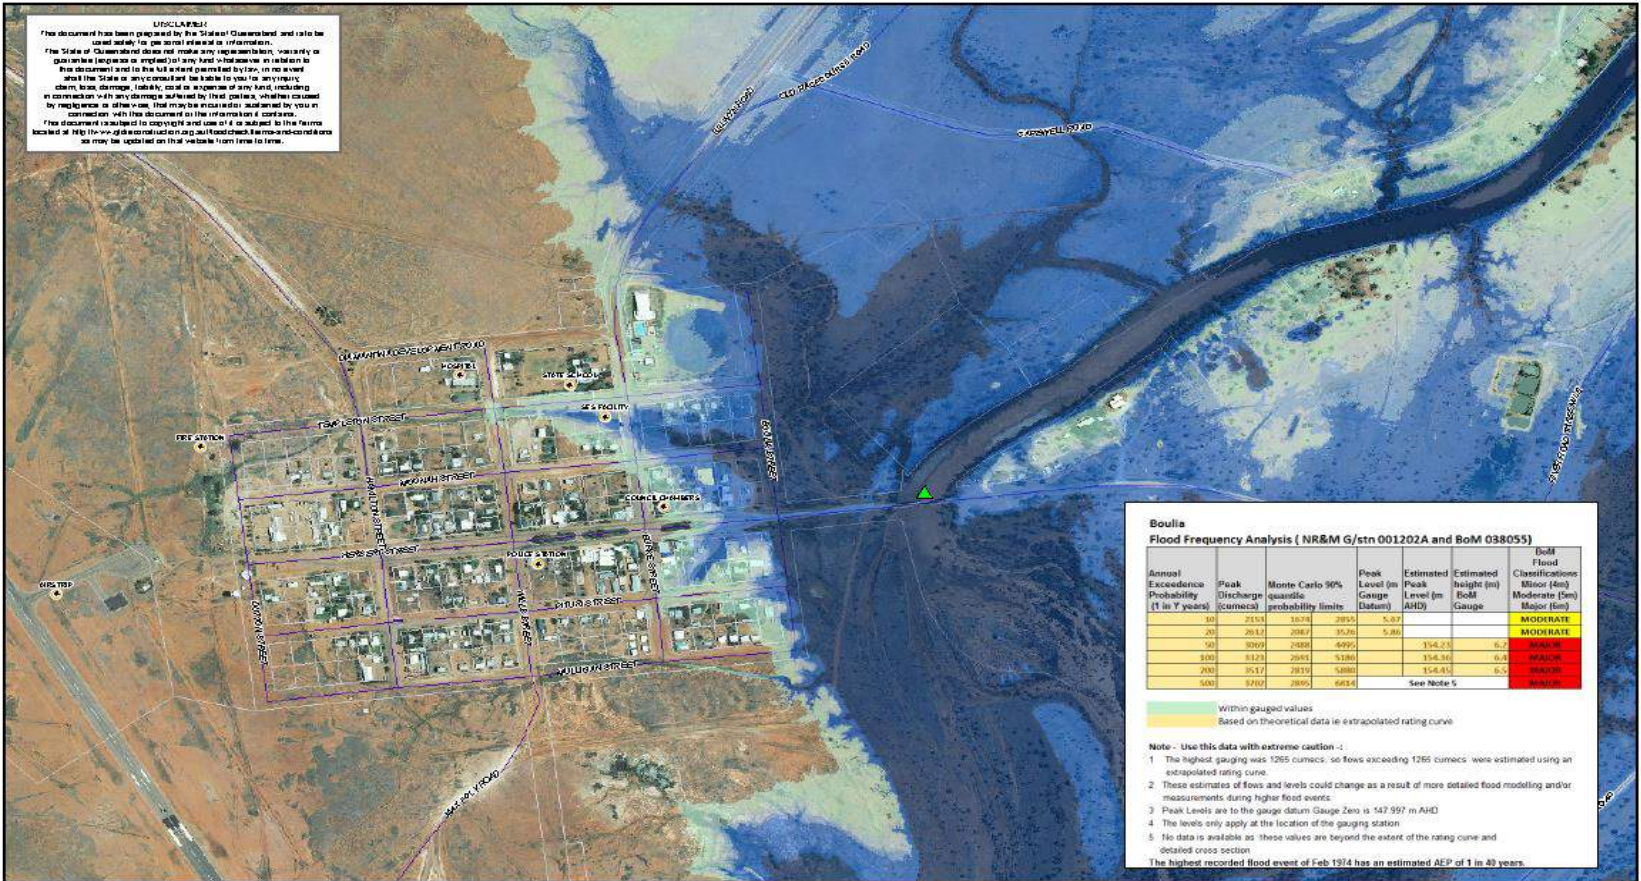 DISCLAIMER
This document has been prepared by the State of Queensland and is to be
used solely for personal interest or information.
The State of Queensland does not make any representation, warranty or
guarantee (express or implied) of any kind whatsoever in relation to
this document and to the full extent permitted by law, in no event
shall the State or any consultant be liable to you for any injury,
claim, loss, damage, liability, cost or expense of any kind, including
in connection with any damage suffered by third parties, whether caused
by negligence or otherwise, that may be incurred or sustained by you in
connection with this document or the information it contains.
This document is subject to copyright and use of it is subject to the Terms
located at
as may be updated on that website from time to time.
OLD RACECOURSE ROAD
CARSWELL ROAD
DIAMANTINA DEVELOPMENT ROAD
HOSPITAL
STATE SCHOOL
SES FACILITY
TEMPLETON STREET
FIRE STATION
MOONAH STREET
HAMILTON STREET
COUNCIL CHAMBERS
HERBERT STREET
POLICE STATION
BURKE STREET
AIRSTRIP
PITURI STREET
WILLS STREET
MULLIGAN STREET
Boulia
Flood Frequency Analysis ( NR&M G/stn 001202A and BoM 038055)
Annual Exceedence Probability (1 in Y years) Peak Discharge (cumecs) Monte Carlo 90% quantile probability limits Peak Level (m Gauge Datum) Estimated Peak Level (m AHD) Estimated height (m) BoM Gauge BoM Flood Classifications Minor (4m) Moderate (5m) Major (6m)
10 2153 1674 2855 5.67 MODERATE
20 2612 2087 3526 5.86 MODERATE
50 3069 2488 4495 154.23 6.2 MAJOR
100 2691 5186 154.36 6.4 MAJOR
200 3517 2819 5880 154.45 6.5 MAJOR
500 3702 2895 6814 See Note 5 MAJOR
Within gauged values
Based on theoretical data ie extrapolated rating curve
Note - Use this data with extreme caution -:
1 The highest gauging was 1265 cumecs, so flows exceeding 1265 cumecs were estimated using an
extrapolated rating curve.
2 These estimates of flows and levels could change as a result of more detailed flood modelling and/or
measurements during higher flood events
3 Peak Levels are to the gauge datum Gauge Zero is 147.997 m AHD
4 The levels only apply at the location of the gauging station
5 No data is available as these values are beyond the extent of the rating curve and
detailed cross section
The highest recorded flood event of Feb 1974 has an estimated AEP of 1 in 40 years.